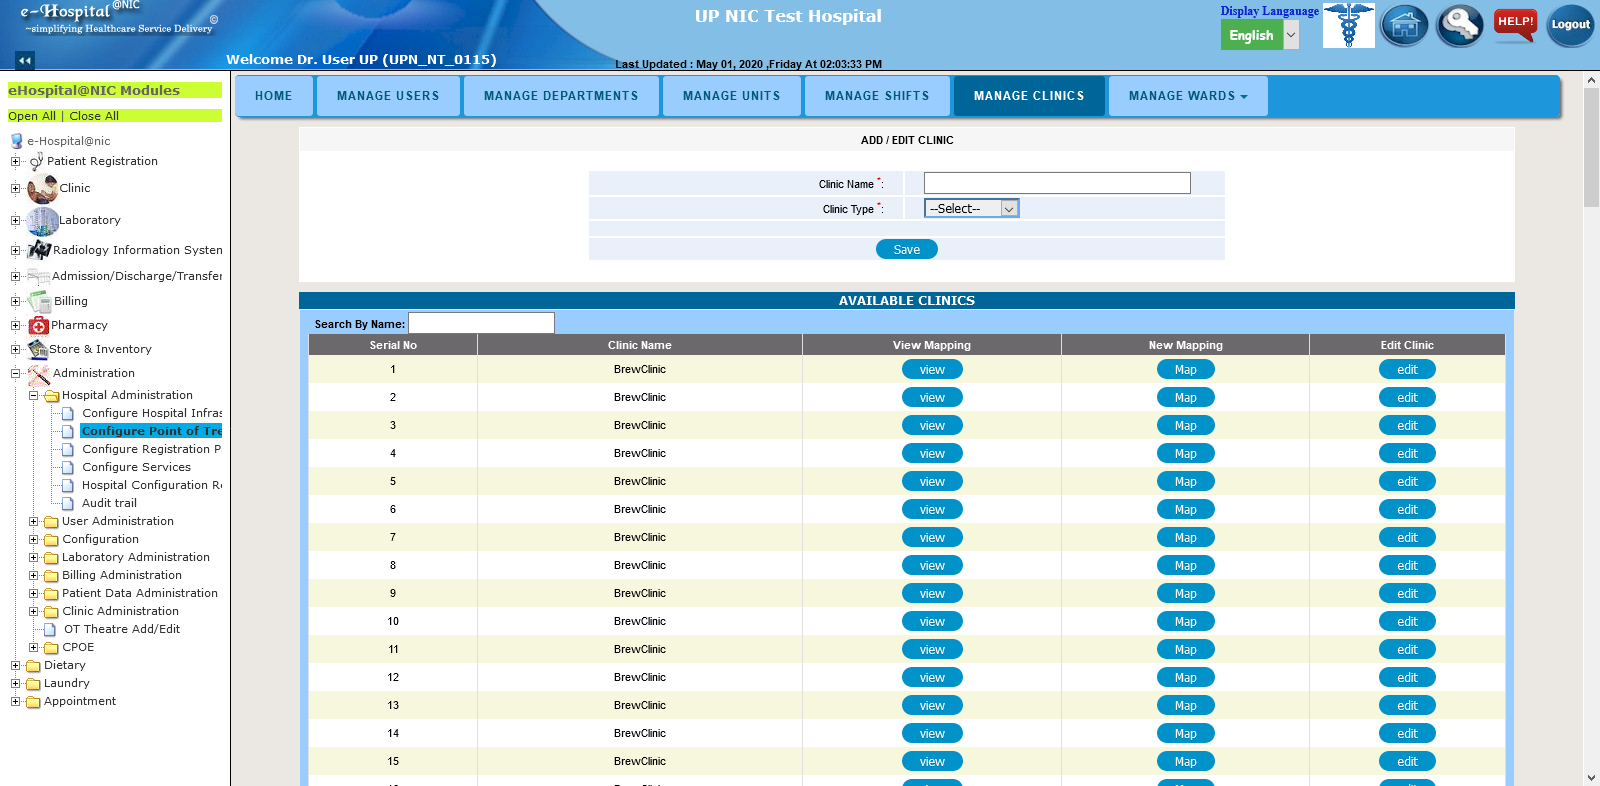 e-Hospital @NIC ©
~simplifying Healthcare Service Delivery
UP NIC Test Hospital
Display Langauage
English
HELP!
Logout
Welcome Dr. User UP (UPN_NT_0115)
Last Updated : May 01, 2020 ,Friday At 02:03:33 PM
eHospital@NIC Modules
Open All | Close All
e-Hospital@nic
Patient Registration
Clinic
Laboratory
Radiology Information System
Admission/Discharge/Transfer
Billing
Pharmacy
Store & Inventory
Administration
Hospital Administration
Configure Hospital Infras
Configure Point of Tre
Configure Registration P
Configure Services
Hospital Configuration Re
Audit trail
User Administration
Configuration
Laboratory Administration
Billing Administration
Patient Data Administration
Clinic Administration
OT Theatre Add/Edit
CPOE
Dietary
Laundry
Appointment
HOME MANAGE USERS MANAGE DEPARTMENTS MANAGE UNITS MANAGE SHIFTS MANAGE CLINICS MANAGE WARDS
ADD / EDIT CLINIC
Clinic Name *:
Clinic Type *: --Select--
Save
AVAILABLE CLINICS
Search By Name:
Serial No Clinic Name View Mapping New Mapping Edit Clinic
1 BrewClinic view Map edit
2 BrewClinic view Map edit
3 BrewClinic view Map edit
4 BrewClinic view Map edit
5 BrewClinic view Map edit
6 BrewClinic view Map edit
7 BrewClinic view Map edit
8 BrewClinic view Map edit
9 BrewClinic view Map edit
10 BrewClinic view Map edit
11 BrewClinic view Map edit
12 BrewClinic view Map edit
13 BrewClinic view Map edit
14 BrewClinic view Map edit
15 BrewClinic view Map edit